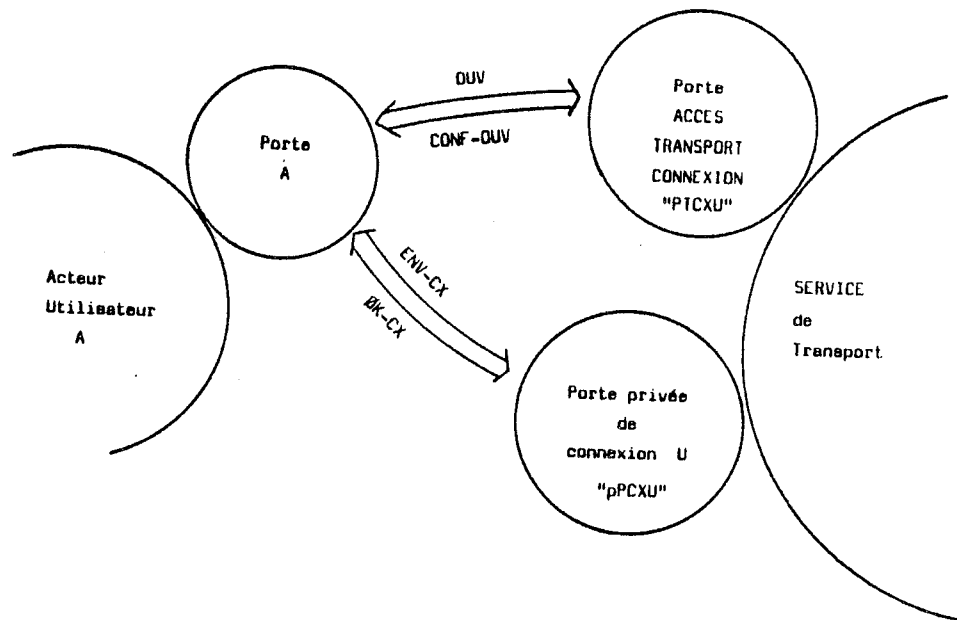 OUV
CONF-OUV
Porte
A
Porte
ACCES
TRANSPORT
CONNEXION
"PTCXU"
ENV-CX
ØK-CX
Acteur
Utilisateur
A
SERVICE
de
Transport
Porte privée
de
connexion U
"pPCXU"